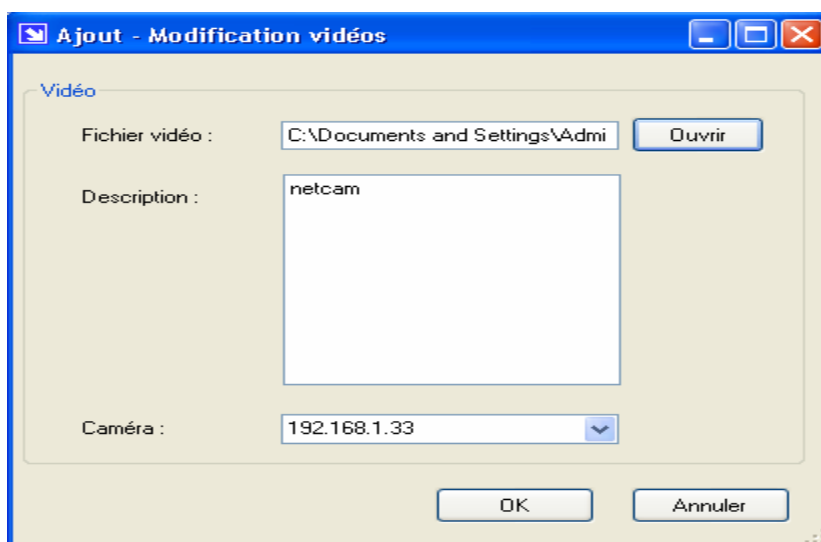 Ajout - Modification vidéos
Vidéo
Fichier vidéo : C:\Documents and Settings\Admi Ouvrir
Description : netcam
Caméra : 192.168.1.33
OK Annuler